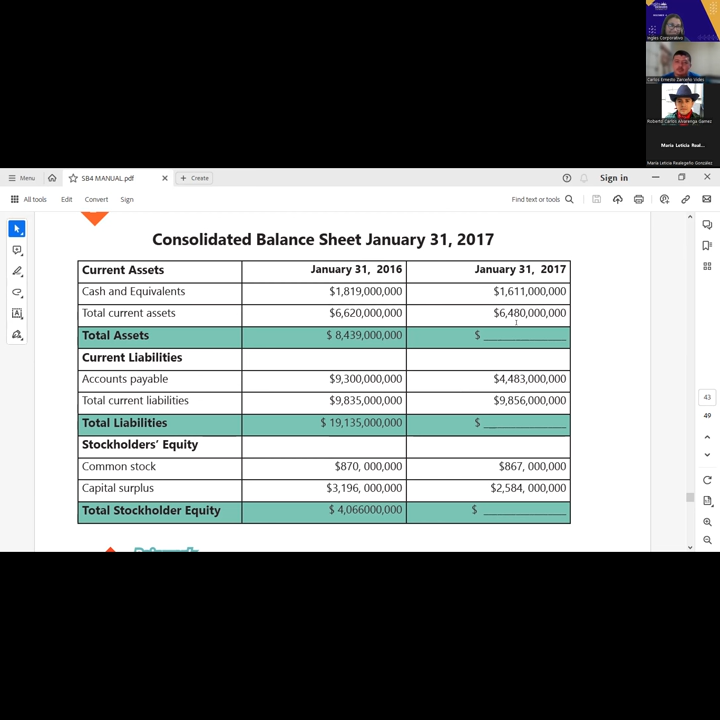 Ingles Corporativo
Carlos Ernesto Zarceño Vides
Roberto Carlos Alvarenga Gamez
María Leticia Real...
María Leticia Realegeño González
Menu
SB4 MANUAL.pdf
Create
Sign in
All tools
Edit
Convert
Sign
Find text or tools
Consolidated Balance Sheet January 31, 2017
Current Assets January 31, 2016 January 31, 2017
Cash and Equivalents $1,819,000,000 $1,611,000,000
Total current assets $6,620,000,000 $6,480,000,000
Total Assets $ 8,439,000,000 $ ______________
Current Liabilities
Accounts payable $9,300,000,000 $4,483,000,000
Total current liabilities $9,835,000,000 $9,856,000,000
Total Liabilities $ 19,135,000,000 $ ______________
Stockholders’ Equity
Common stock $870, 000,000 $867, 000,000
Capital surplus $3,196, 000,000 $2,584, 000,000
Total Stockholder Equity $ 4,066000,000 $ ______________
43
49